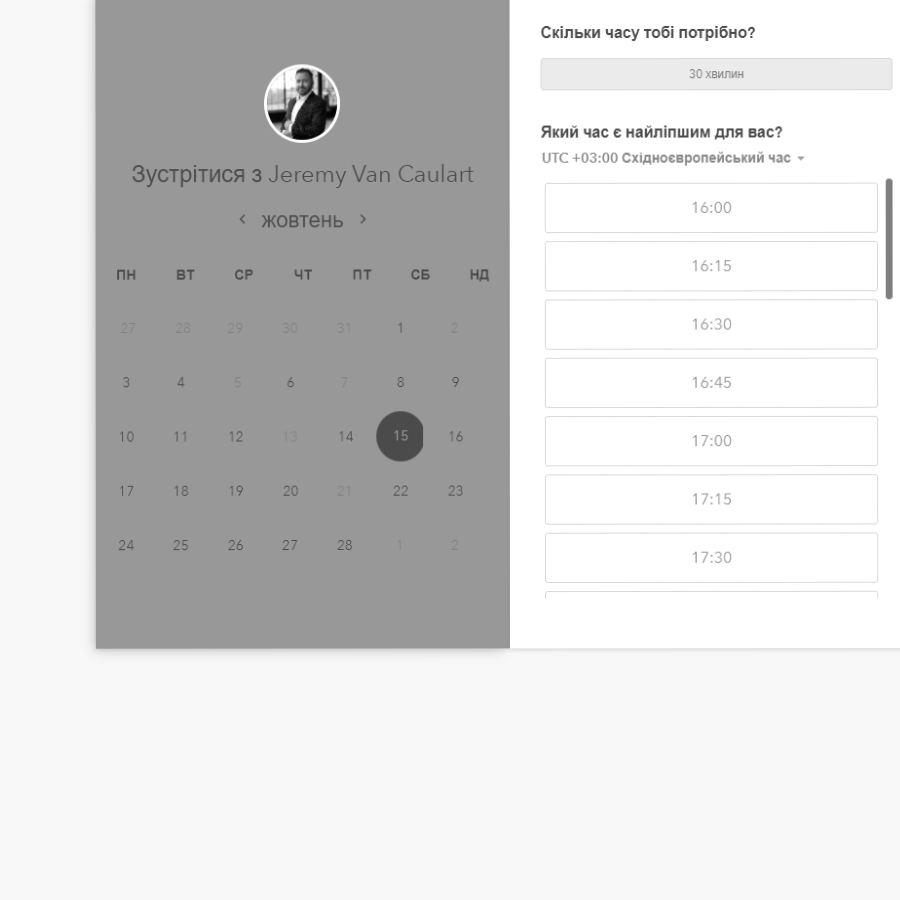 Зустрітися з Jeremy Van Caulart
‹ жовтень ›
ПН ВТ СР ЧТ ПТ СБ НД
27 28 29 30 31 1 2
3 4 5 6 7 8 9
10 11 12 13 14 15 16
17 18 19 20 21 22 23
24 25 26 27 28 1 2
Скільки часу тобі потрібно?
30 хвилин
Який час є найліпшим для вас?
UTC +03:00 Східноєвропейський час
16:00
16:15
16:30
16:45
17:00
17:15
17:30